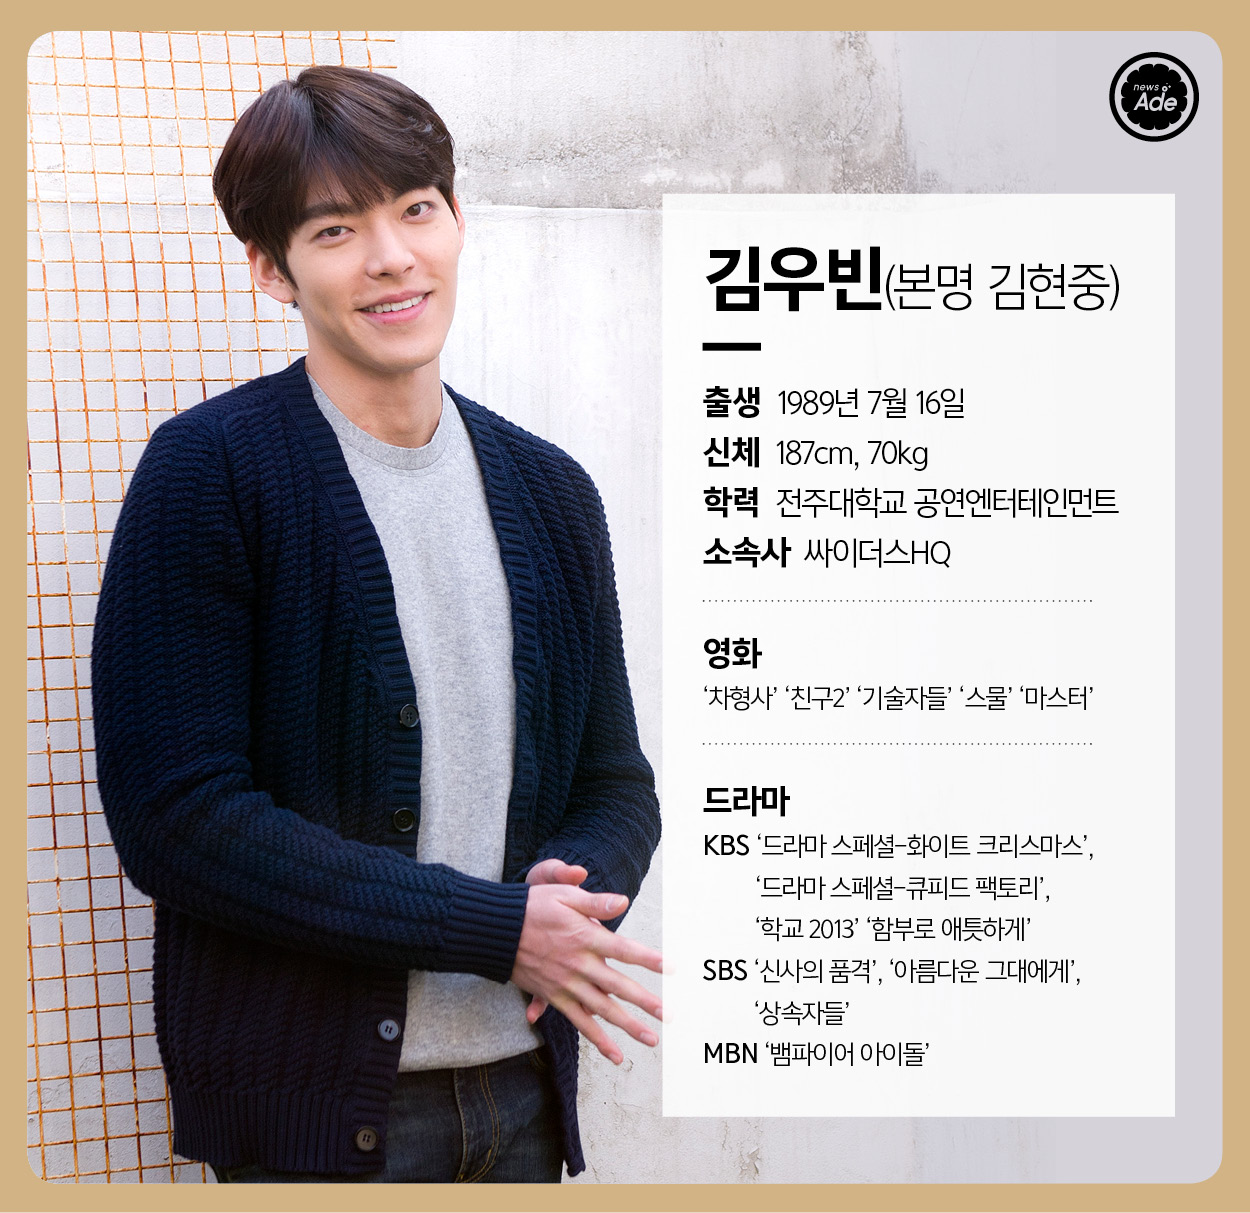 news
Ade
김우빈(본명 김현중)
출생 1989년 7월 16일
신체 187cm, 70kg
학력 전주대학교 공연엔터테인먼트
소속사 싸이더스HQ
영화
‘차형사’ ‘친구2’ ‘기술자들’ ‘스물’ ‘마스터’
드라마
KBS ‘드라마 스페셜-화이트 크리스마스’,
‘드라마 스페셜-큐피드 팩토리’,
‘학교 2013’ ‘함부로 애틋하게’
SBS ‘신사의 품격’, ‘아름다운 그대에게’,
‘상속자들’
MBN ‘뱀파이어 아이돌’